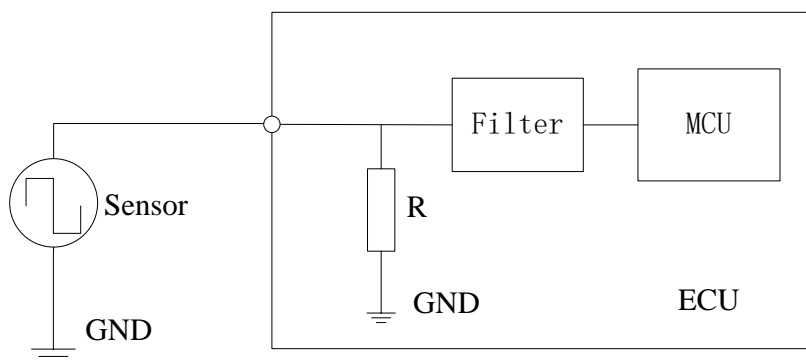 Filter
MCU
Sensor
R
GND
GND
ECU